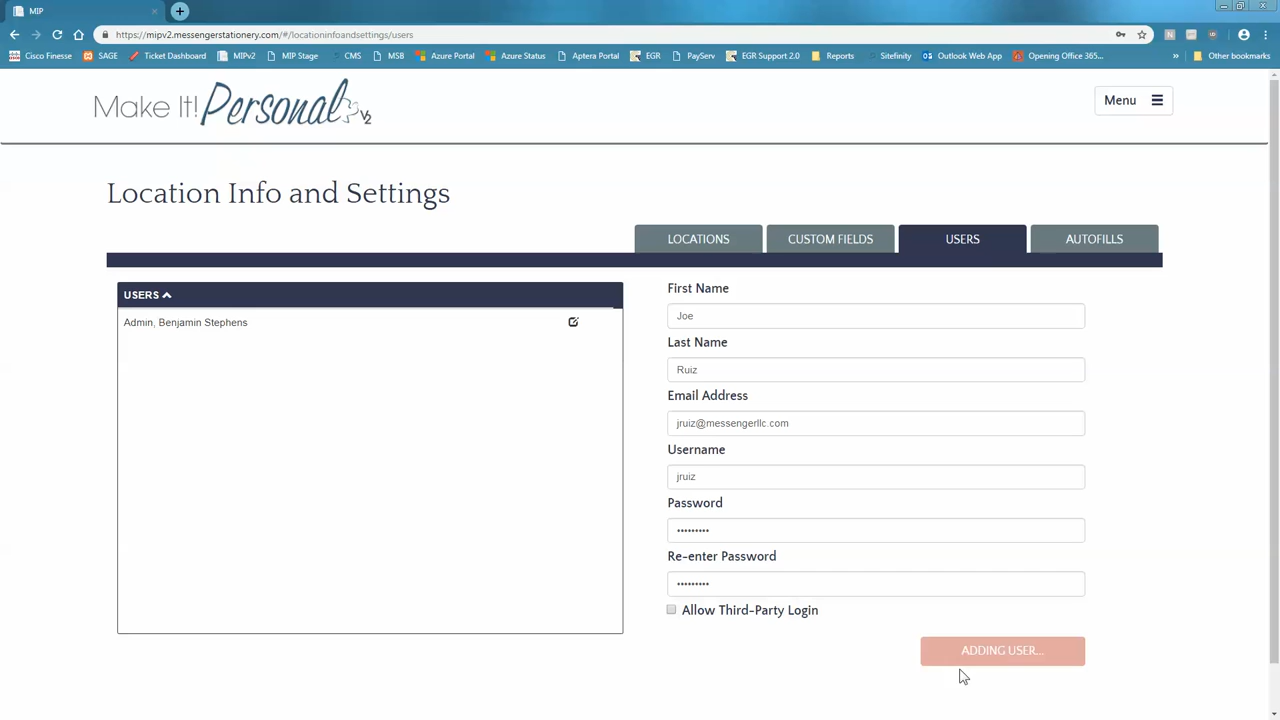 MIP
https://mipv2.messengerstationery.com/#/locationinfoandsettings/users
Cisco Finesse SAGE Ticket Dashboard MIPv2 MIP Stage CMS MSB Azure Portal Azure Status Aptera Portal EGR PayServ EGR Support 2.0 Reports Sitefinity Outlook Web App Opening Office 365... » Other bookmarks
Make It! Personal V2
Menu
Location Info and Settings
LOCATIONS CUSTOM FIELDS USERS AUTOFILLS
USERS
Admin, Benjamin Stephens
First Name
Joe
Last Name
Ruiz
Email Address
jruiz@messengerllc.com
Username
jruiz
Password
•••••••••
Re-enter Password
•••••••••
Allow Third-Party Login
ADDING USER...